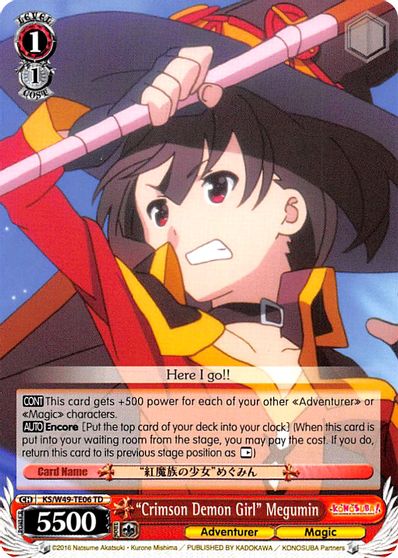 LEVEL
1
1
COST
Here I go!!
CONT This card gets +500 power for each of your other «Adventurer» or
«Magic» characters.
AUTO Encore [Put the top card of your deck into your clock] (When this card is
put into your waiting room from the stage, you may pay the cost. If you do,
return this card to its previous stage position as )
Card Name
"紅魔族の少女"めぐみん
KS/W49-TE06 TD
POWER
5500
"Crimson Demon Girl" Megumin
KONOSUBA
Adventurer
Magic
©2016 Natsume Akatsuki・Kurone Mishima / PUBLISHED BY KADOKAWA / KONOSUBA Partners